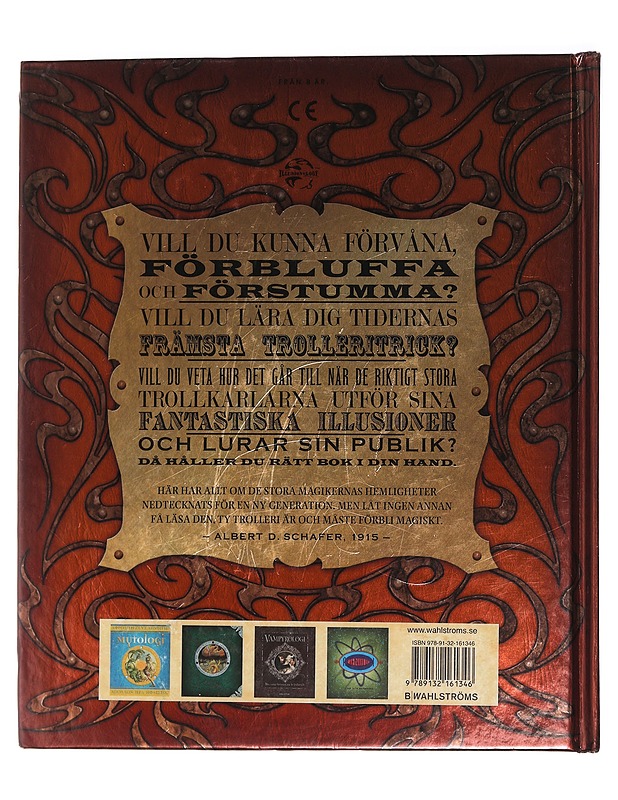 FRÅN 8 ÅR.
CE
ILLUSIONOLOGI
VILL DU KUNNA FÖRVÅNA,
FÖRBLUFFA
OCH FÖRSTUMMA?
VILL DU LÄRA DIG TIDERNAS
FRÄMSTA TROLLERITRICK?
VILL DU VETA HUR DET GÅR TILL NÄR DE RIKTIGT STORA
TROLLKARLARNA UTFÖR SINA
FANTASTISKA ILLUSIONER
OCH LURAR SIN PUBLIK?
DÅ HÅLLER DU RÄTT BOK I DIN HAND.
HÄR HAR ALLT OM DE STORA MAGIKERNAS HEMLIGHETER
NEDTECKNATS FÖR EN NY GENERATION. MEN LÅT INGEN ANNAN
FÅ LÄSA DEN, TY TROLLERI ÄR OCH MÅSTE FÖRBLI MAGISKT.
– ALBERT D. SCHAFER, 1915 –
MYTOLOGI
VAMPYROLOGI
www.wahlstroms.se
ISBN 978-91-32-161346
9 789132 161346
B WAHLSTRÖMS